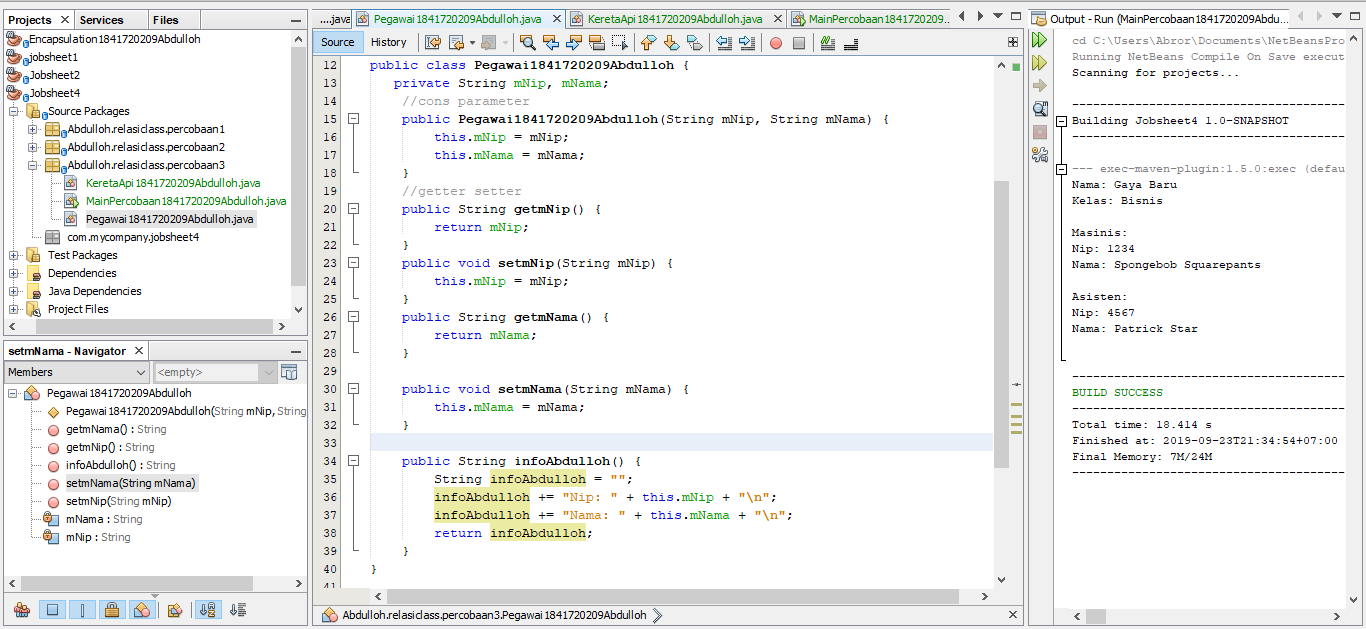 Projects
Services
Files
Encapsulation1841720209Abdulloh
jobsheet1
Jobsheet2
Jobsheet4
Source Packages
Abdulloh.relasiclass.percobaan1
Abdulloh.relasiclass.percobaan2
Abdulloh.relasiclass.percobaan3
KeretaApi1841720209Abdulloh.java
MainPercobaan1841720209Abdulloh.java
Pegawai1841720209Abdulloh.java
com.mycompany.jobsheet4
Test Packages
Dependencies
Java Dependencies
Project Files
setmNama - Navigator
Members
<empty>
Pegawai1841720209Abdulloh
Pegawai1841720209Abdulloh(String mNip, String
getmNama() : String
getmNip() : String
infoAbdulloh() : String
setmNama(String mNama)
setmNip(String mNip)
mNama : String
mNip : String
....java
Pegawai1841720209Abdulloh.java
KeretaApi1841720209Abdulloh.java
MainPercobaan1841720209...
Source
History
12 public class Pegawai1841720209Abdulloh {
13 private String mNip, mNama;
14 //cons parameter
15 public Pegawai1841720209Abdulloh(String mNip, String mNama) {
16 this.mNip = mNip;
17 this.mNama = mNama;
18 }
19 //getter setter
20 public String getmNip() {
21 return mNip;
22 }
23 public void setmNip(String mNip) {
24 this.mNip = mNip;
25 }
26 public String getmNama() {
27 return mNama;
28 }
29
30 public void setmNama(String mNama) {
31 this.mNama = mNama;
32 }
33
34 public String infoAbdulloh() {
35 String infoAbdulloh = "";
36 infoAbdulloh += "Nip: " + this.mNip + "\n";
37 infoAbdulloh += "Nama: " + this.mNama + "\n";
38 return infoAbdulloh;
39 }
40 }
41
Abdulloh.relasiclass.percobaan3.Pegawai1841720209Abdulloh
Output - Run (MainPercobaan1841720209Abdu...
cd C:\Users\Abror\Documents\NetBeansPro
Running NetBeans Compile On Save execut
Scanning for projects...
------------------------------------
Building Jobsheet4 1.0-SNAPSHOT
------------------------------------
--- exec-maven-plugin:1.5.0:exec (defau
Nama: Gaya Baru
Kelas: Bisnis
Masinis:
Nip: 1234
Nama: Spongebob Squarepants
Asisten:
Nip: 4567
Nama: Patrick Star
------------------------------------
BUILD SUCCESS
------------------------------------
Total time: 18.414 s
Finished at: 2019-09-23T21:34:54+07:00
Final Memory: 7M/24M
------------------------------------